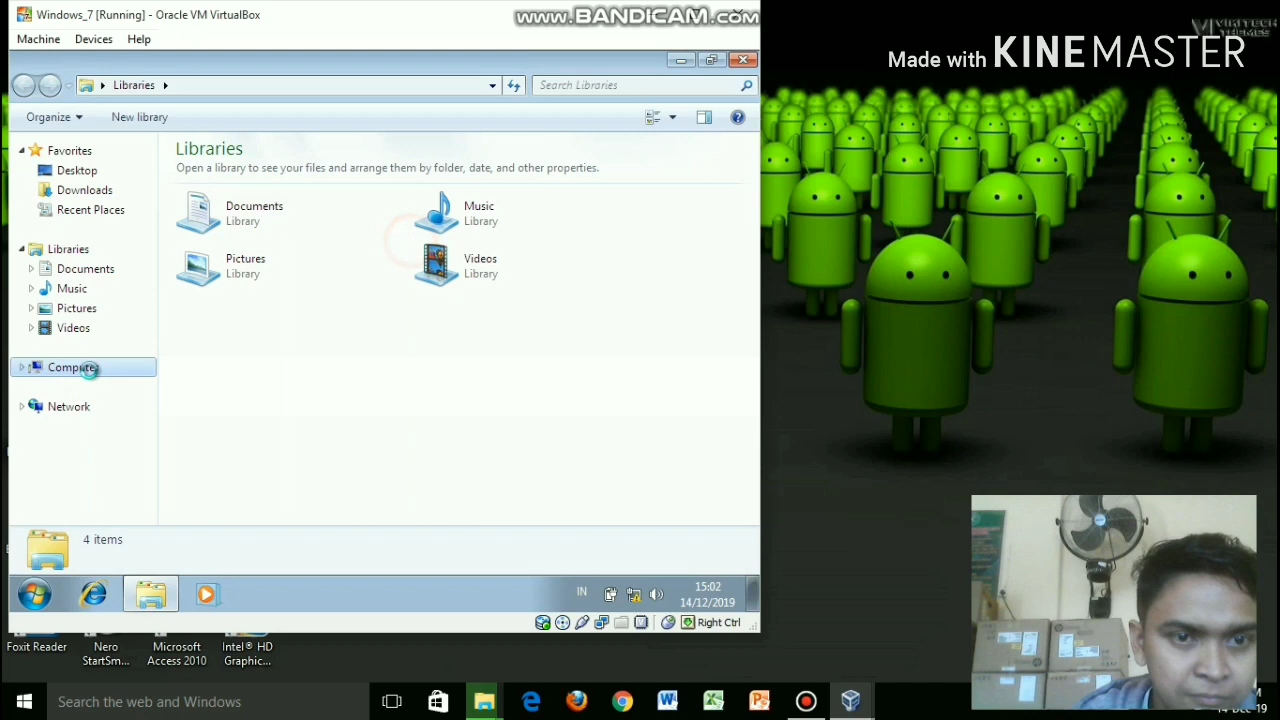 Windows_7 [Running] - Oracle VM VirtualBox
www.BANDICAM.com
Machine Devices Help
Made with KINEMASTER
Libraries
Search Libraries
Organize
New library
Favorites
Desktop
Downloads
Recent Places
Libraries
Documents
Music
Pictures
Videos
Computer
Network
Libraries
Open a library to see your files and arrange them by folder, date, and other properties.
Documents
Library
Music
Library
Pictures
Library
Videos
Library
4 items
IN
15:02
14/12/2019
Right Ctrl
Foxit Reader
Nero
StartSm...
Microsoft
Access 2010
Intel® HD
Graphic...
Search the web and Windows